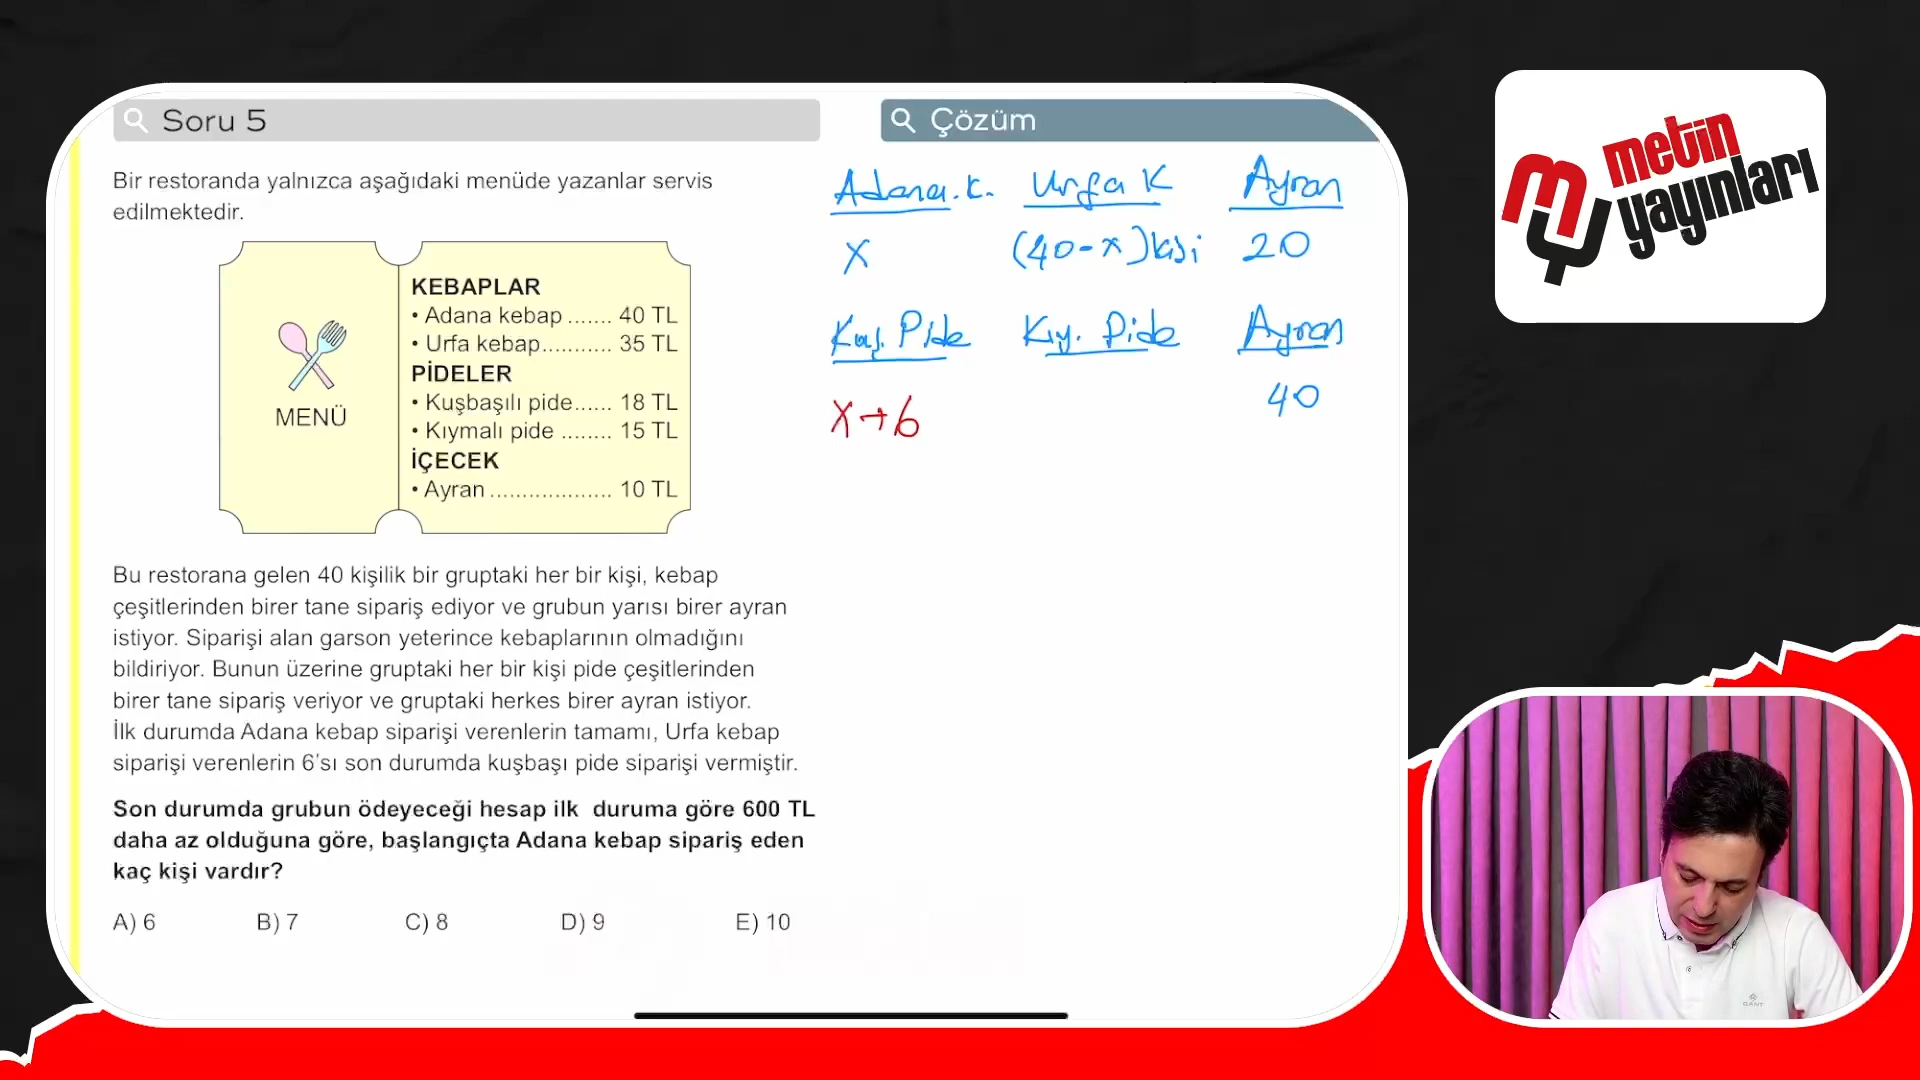 Soru 5
Bir restoranda yalnızca aşağıdaki menüde yazanlar servis
edilmektedir.
MENÜ
KEBAPLAR
• Adana kebap ....... 40 TL
• Urfa kebap........... 35 TL
PİDELER
• Kuşbaşılı pide...... 18 TL
• Kıymalı pide ........ 15 TL
İÇECEK
• Ayran ................... 10 TL
Bu restorana gelen 40 kişilik bir gruptaki her bir kişi, kebap
çeşitlerinden birer tane sipariş ediyor ve grubun yarısı birer ayran
istiyor. Siparişi alan garson yeterince kebaplarının olmadığını
bildiriyor. Bunun üzerine gruptaki her bir kişi pide çeşitlerinden
birer tane sipariş veriyor ve gruptaki herkes birer ayran istiyor.
İlk durumda Adana kebap siparişi verenlerin tamamı, Urfa kebap
siparişi verenlerin 6'sı son durumda kuşbaşı pide siparişi vermiştir.
Son durumda grubun ödeyeceği hesap ilk duruma göre 600 TL
daha az olduğuna göre, başlangıçta Adana kebap sipariş eden
kaç kişi vardır?
A) 6 B) 7 C) 8 D) 9 E) 10
Çözüm
Adana.K. Urfa K Ayran
x (40-x)kişi 20
Kuş. Pide Kıy. Pide Ayran
x+6 40
metin
yayınları
GANT